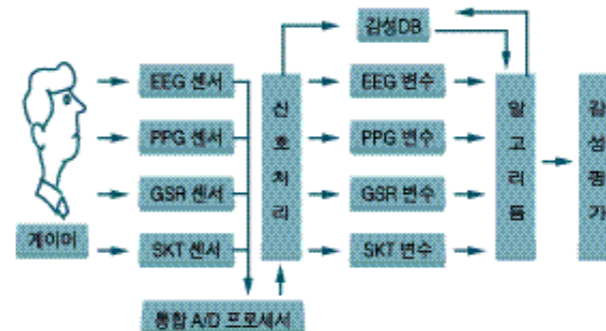 감성DB
EEG 센서
EEG 변수
PPG 센서
PPG 변수
GSR 센서
GSR 변수
SKT 센서
SKT 변수
신호처리
알고리듬
감성평가
게이머
통합 A/D 프로세서